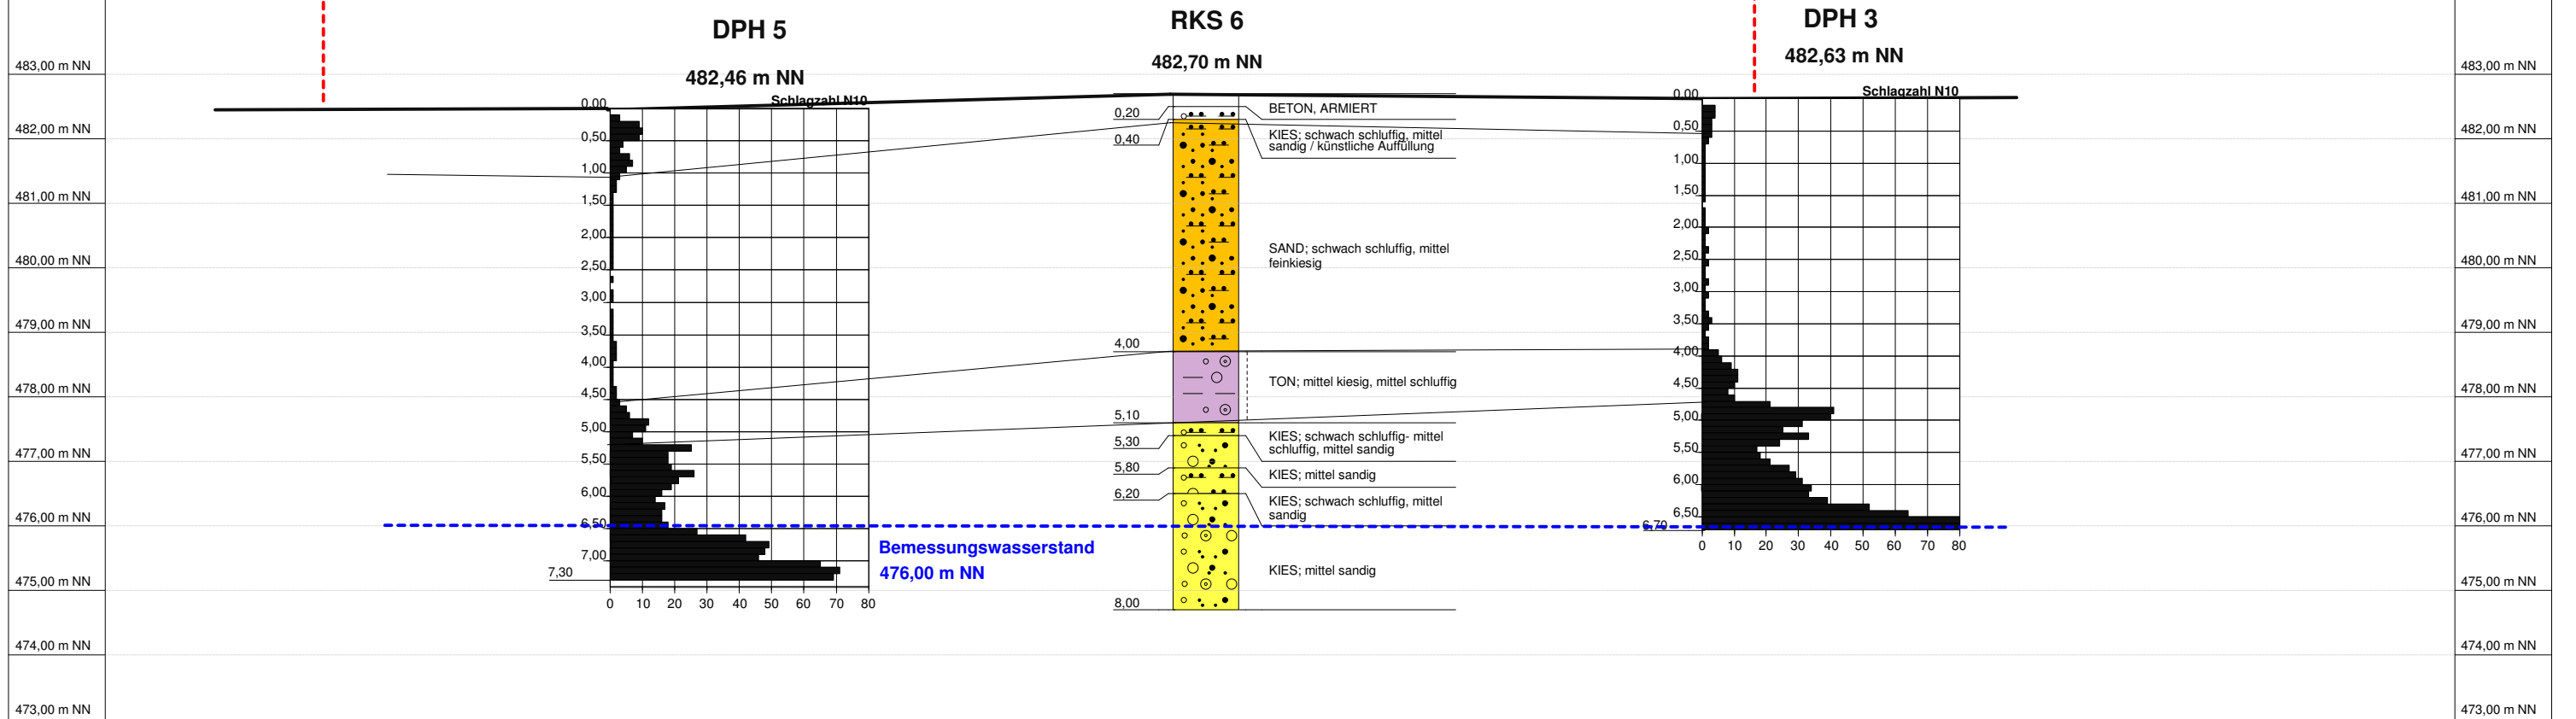 DPH 5
482,46 m NN
Schlagzahl N10
RKS 6
482,70 m NN
DPH 3
482,63 m NN
Schlagzahl N10
483,00 m NN
482,00 m NN
481,00 m NN
480,00 m NN
479,00 m NN
478,00 m NN
477,00 m NN
476,00 m NN
475,00 m NN
474,00 m NN
473,00 m NN
0,00
0,50
1,00
1,50
2,00
2,50
3,00
3,50
4,00
4,50
5,00
5,50
6,00
6,50
7,00
7,30
0 10 20 30 40 50 60 70 80
Bemessungswasserstand
476,00 m NN
0,20
0,40
4,00
5,10
5,30
5,80
6,20
8,00
BETON, ARMIERT
KIES; schwach schluffig, mittel
sandig / künstliche Auffüllung
SAND; schwach schluffig, mittel
feinkiesig
TON; mittel kiesig, mittel schluffig
KIES; schwach schluffig- mittel
schluffig, mittel sandig
KIES; mittel sandig
KIES; schwach schluffig, mittel
sandig
KIES; mittel sandig
0,00
0,50
1,00
1,50
2,00
2,50
3,00
3,50
4,00
4,50
5,00
5,50
6,00
6,50
6,70
0 10 20 30 40 50 60 70 80
483,00 m NN
482,00 m NN
481,00 m NN
480,00 m NN
479,00 m NN
478,00 m NN
477,00 m NN
476,00 m NN
475,00 m NN
474,00 m NN
473,00 m NN